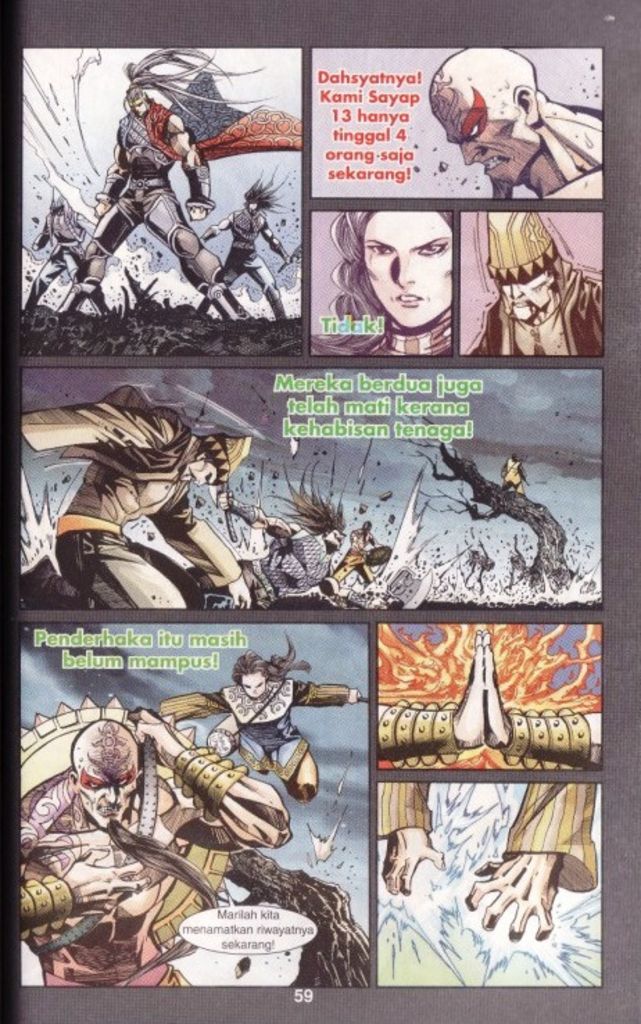 Dahsyatnya!
Kami Sayap
13 hanya
tinggal 4
orang saja
sekarang!
Tidak!
Mereka berdua juga
telah mati kerana
kehabisan tenaga!
Penderhaka itu masih
belum mampus!
Marilah kita
menamatkan riwayatnya
sekarang!
59